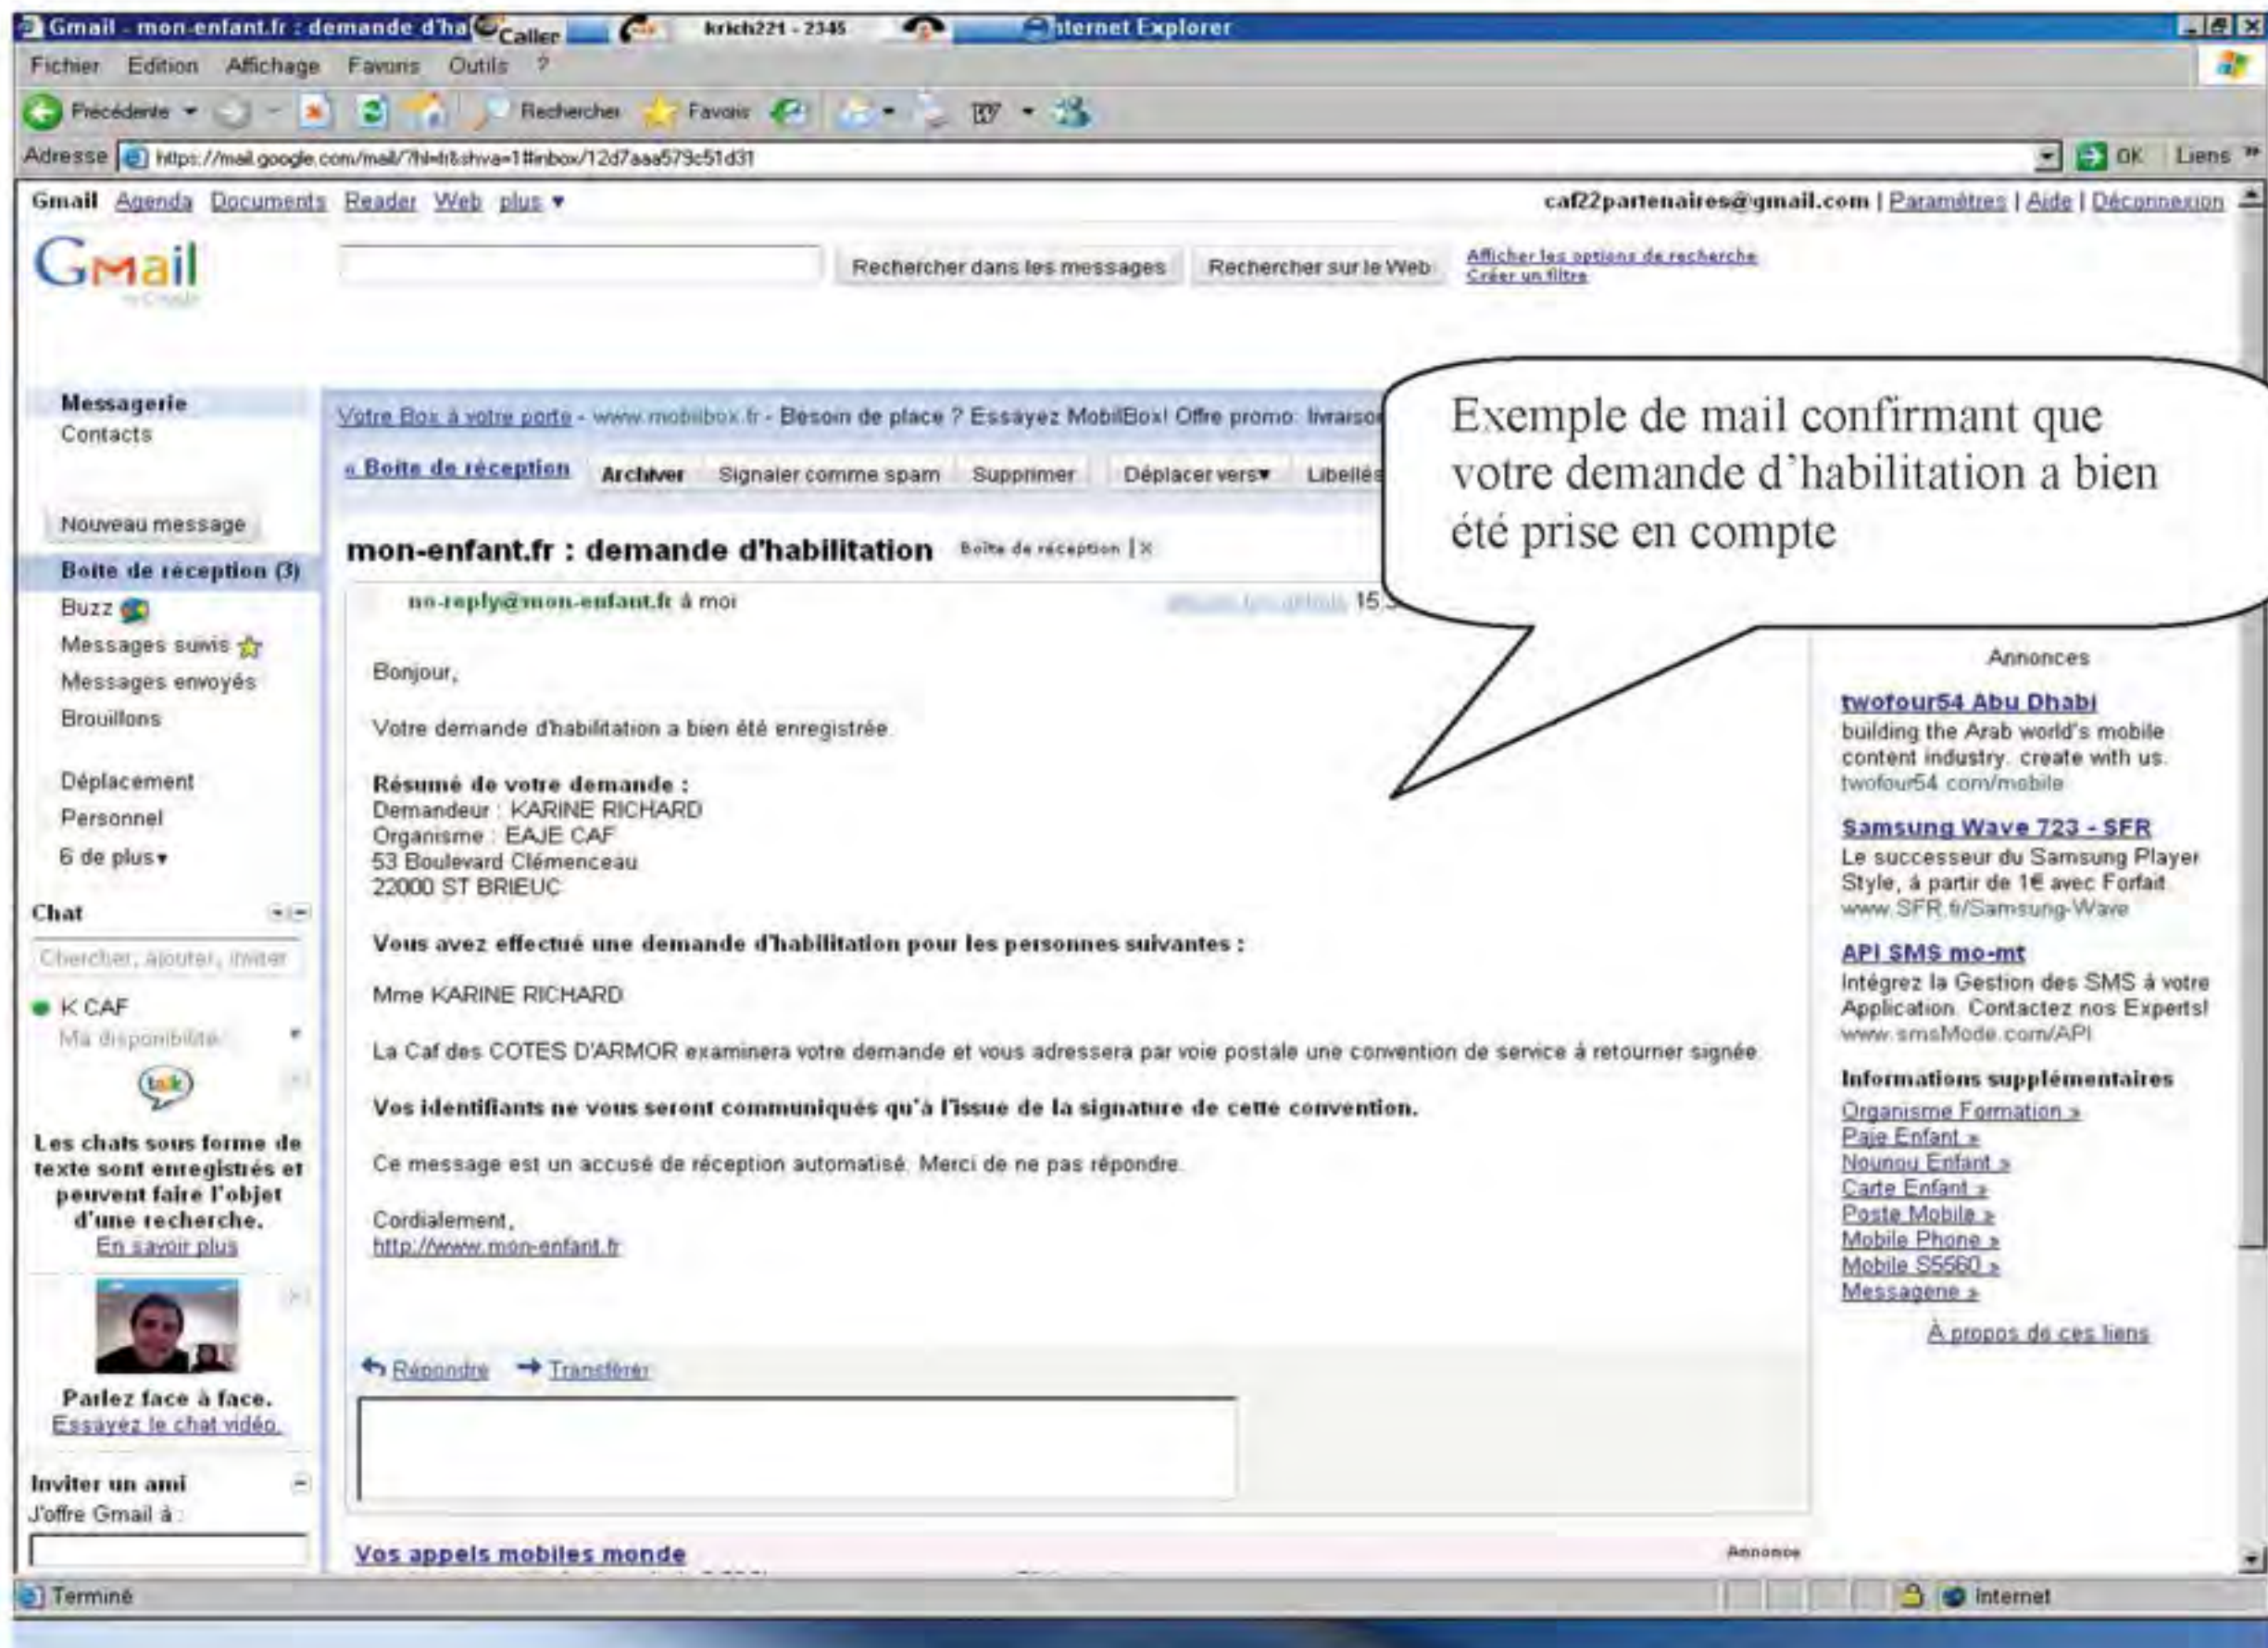 Gmail - mon-enfant.fr : demande d'ha Caller krich221 - 2345 nternet Explorer
Fichier Edition Affichage Favoris Outils ?
Précédente Rechercher Favoris
Adresse https://mail.google.com/mail/?hl=fr&shva=1#inbox/12d7aaa579c51d31 OK Liens »
Gmail Agenda Documents Reader Web plus ▼ caf22partenaires@gmail.com | Paramètres | Aide | Déconnexion
Gmail
by Google
Rechercher dans les messages Rechercher sur le Web Afficher les options de recherche
Créer un filtre
Messagerie
Contacts
Nouveau message
Boîte de réception (3)
Buzz
Messages suivis
Messages envoyés
Brouillons
Déplacement
Personnel
6 de plus▼
Chat
Chercher, ajouter, inviter
K CAF
Ma disponibilité
talk
Les chats sous forme de
texte sont enregistrés et
peuvent faire l'objet
d'une recherche.
En savoir plus
Parlez face à face.
Essayez le chat vidéo.
Inviter un ami
J'offre Gmail à :
Votre Box à votre porte - www.mobilbox.fr - Besoin de place ? Essayez MobilBox! Offre promo: livraison
« Boîte de réception Archiver Signaler comme spam Supprimer Déplacer vers▼ Libellés
Exemple de mail confirmant que
votre demande d'habilitation a bien
été prise en compte
mon-enfant.fr : demande d'habilitation Boîte de réception | X
no-reply@mon-enfant.fr à moi 15
Bonjour,
Votre demande d'habilitation a bien été enregistrée.
Résumé de votre demande :
Demandeur : KARINE RICHARD
Organisme : EAJE CAF
53 Boulevard Clémenceau
22000 ST BRIEUC
Vous avez effectué une demande d'habilitation pour les personnes suivantes :
Mme KARINE RICHARD
La Caf des COTES D'ARMOR examinera votre demande et vous adressera par voie postale une convention de service à retourner signée.
Vos identifiants ne vous seront communiqués qu'à l'issue de la signature de cette convention.
Ce message est un accusé de réception automatisé. Merci de ne pas répondre.
Cordialement,
http://www.mon-enfant.fr
Répondre Transférer
Vos appels mobiles monde Annonce
Annonces
twofour54 Abu Dhabi
building the Arab world's mobile
content industry. create with us.
twofour54.com/mobile
Samsung Wave 723 - SFR
Le successeur du Samsung Player
Style, à partir de 1€ avec Forfait
www.SFR.fr/Samsung-Wave
API SMS mo-mt
Intégrez la Gestion des SMS à votre
Application. Contactez nos Experts!
www.smsMode.com/API
Informations supplémentaires
Organisme Formation »
Paje Enfant »
Nounou Enfant »
Carte Enfant »
Poste Mobile »
Mobile Phone »
Mobile S5560 »
Messagerie »
À propos de ces liens
Terminé Internet